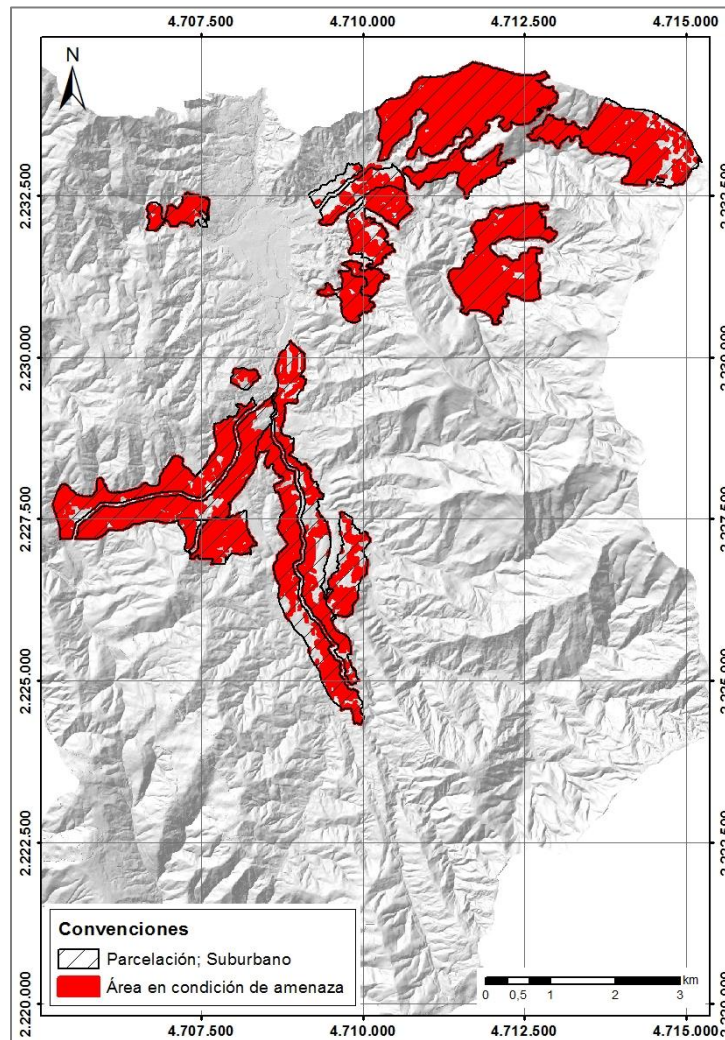 4.707.500 4.710.000 4.712.500 4.715.000
N
2.232.500 2.232.500
2.230.000 2.230.000
2.227.500 2.227.500
2.225.000 2.225.000
2.222.500 2.222.500
2.220.000 2.220.000
Convenciones
Parcelación; Suburbano
Área en condición de amenaza
km
0 0,5 1 2 3
4.707.500 4.710.000 4.712.500 4.715.000